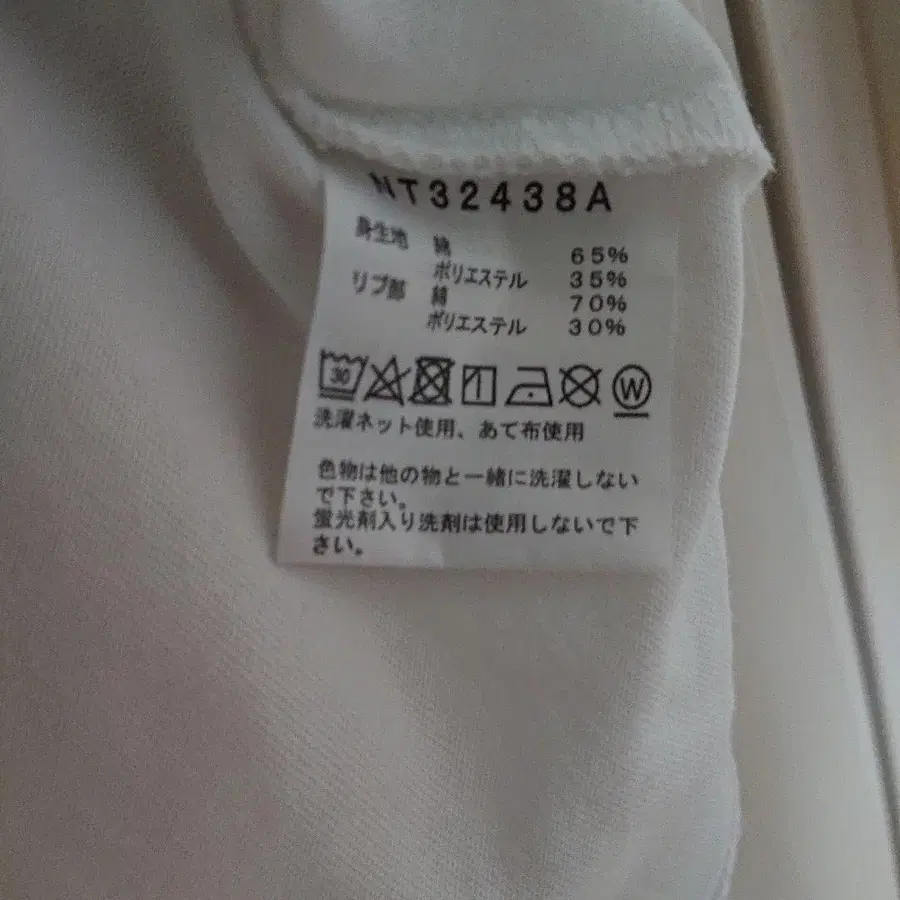 NT32438A
身生地 綿 65%
ポリエステル 35%
リブ部 綿 70%
ポリエステル 30%
30 W
洗濯ネット使用、あて布使用
色物は他の物と一緒に洗濯しない
で下さい。
蛍光剤入り洗剤は使用しないで下
さい。